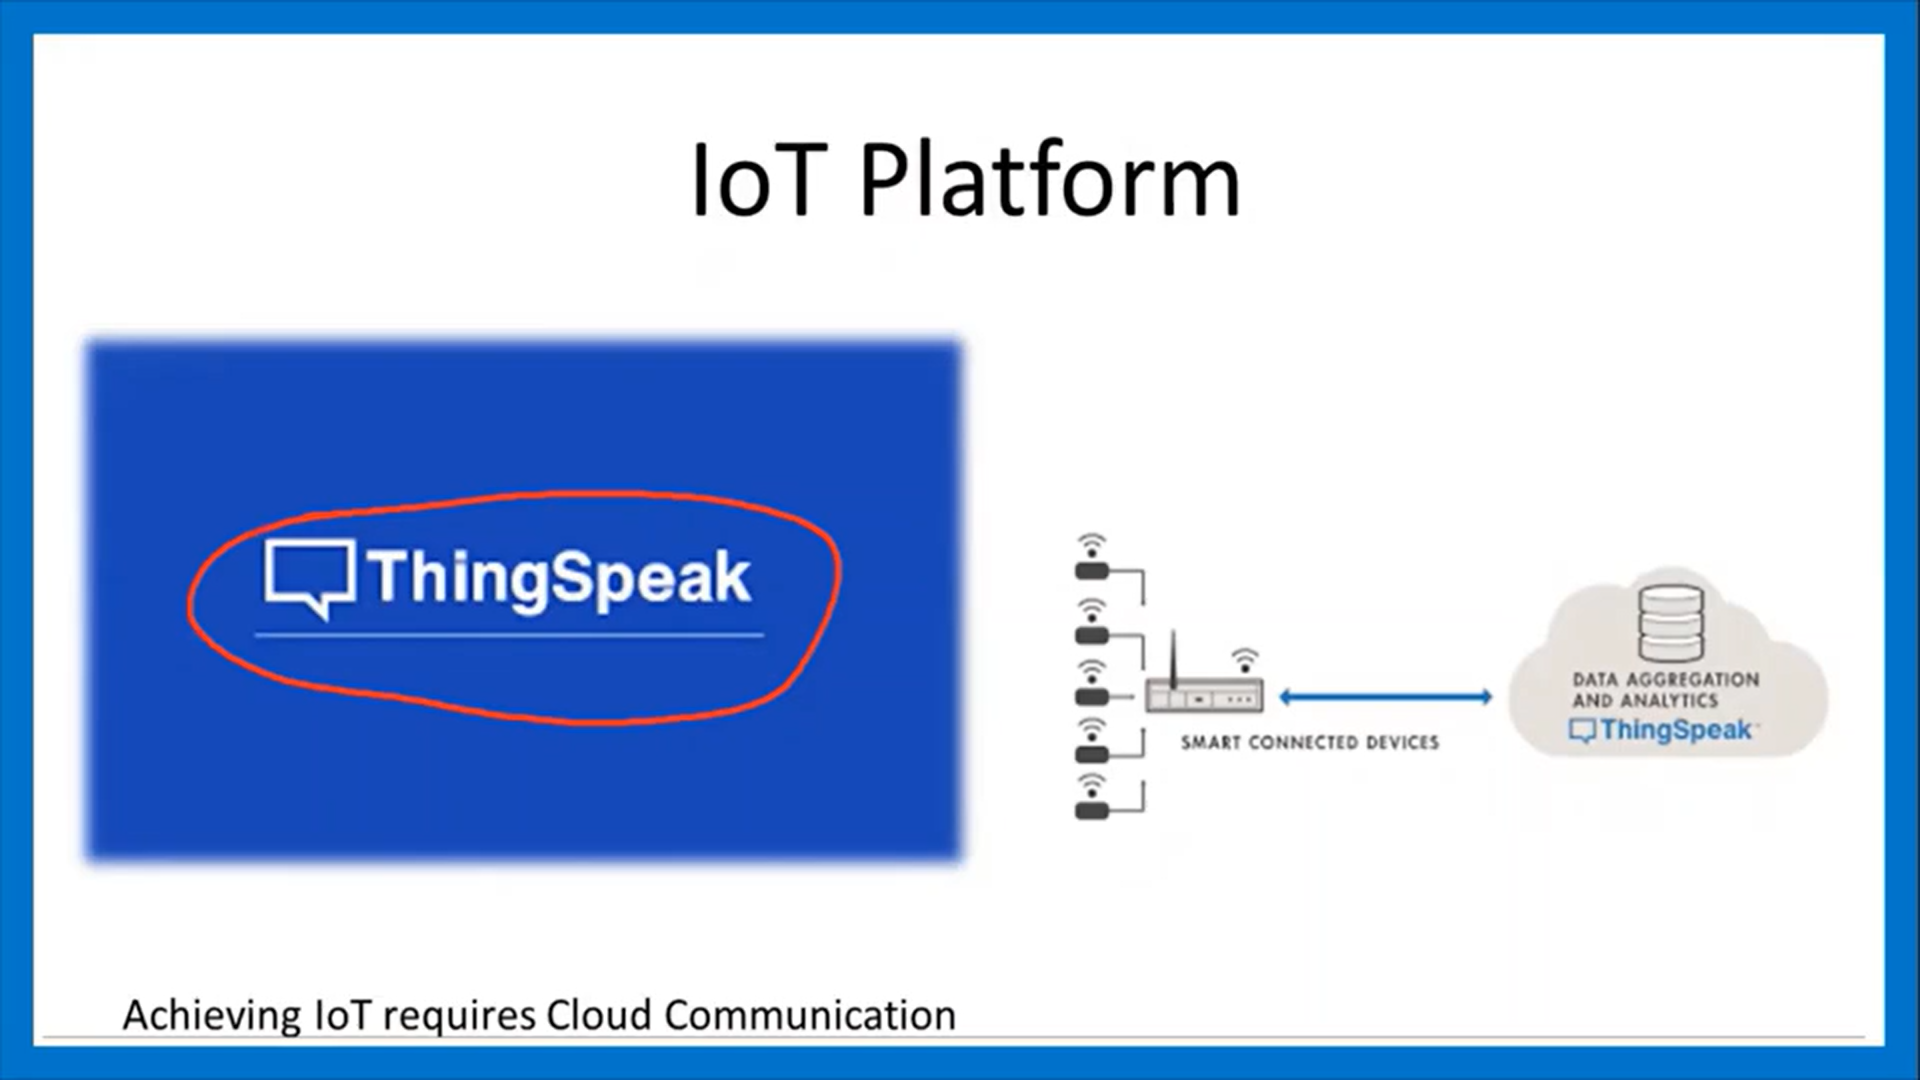 IoT Platform
ThingSpeak
SMART CONNECTED DEVICES
DATA AGGREGATION
AND ANALYTICS
ThingSpeak
Achieving IoT requires Cloud Communication